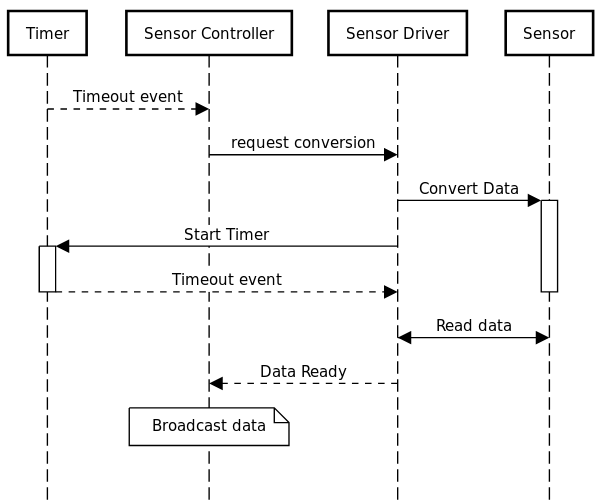 Timer
Sensor Controller
Sensor Driver
Sensor
Timeout event
request conversion
Convert Data
Start Timer
Timeout event
Read data
Data Ready
Broadcast data